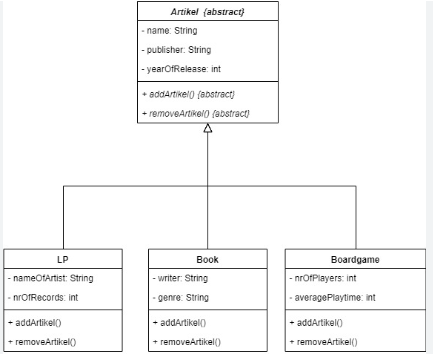 Artikel {abstract}
- name: String
- publisher: String
- yearOfRelease: int
+ addArtikel() {abstract}
+ removeArtikel() {abstract}
LP
- nameOfArtist: String
- nrOfRecords: int
+ addArtikel()
+ removeArtikel()
Book
- writer: String
- genre: String
+ addArtikel()
+ removeArtikel()
Boardgame
- nrOfPlayers: int
- averagePlaytime: int
+ addArtikel()
+ removeArtikel()